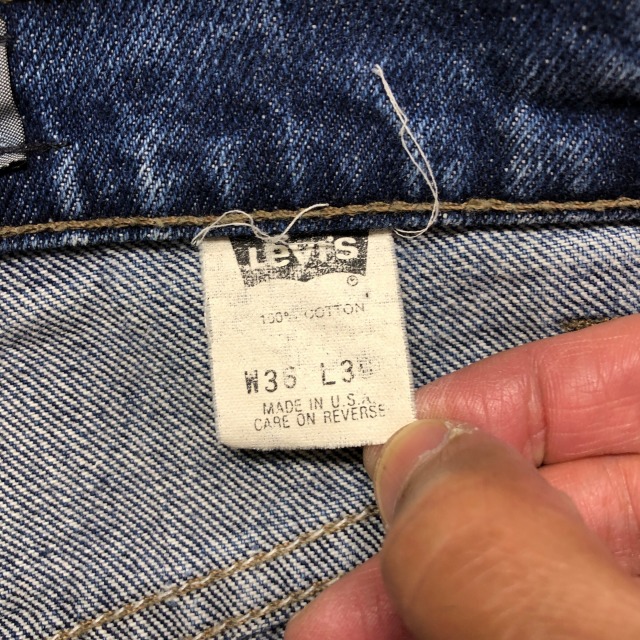 Levi's
100% COTTON
W36
MADE IN U.S.A.
CARE ON REVERSE